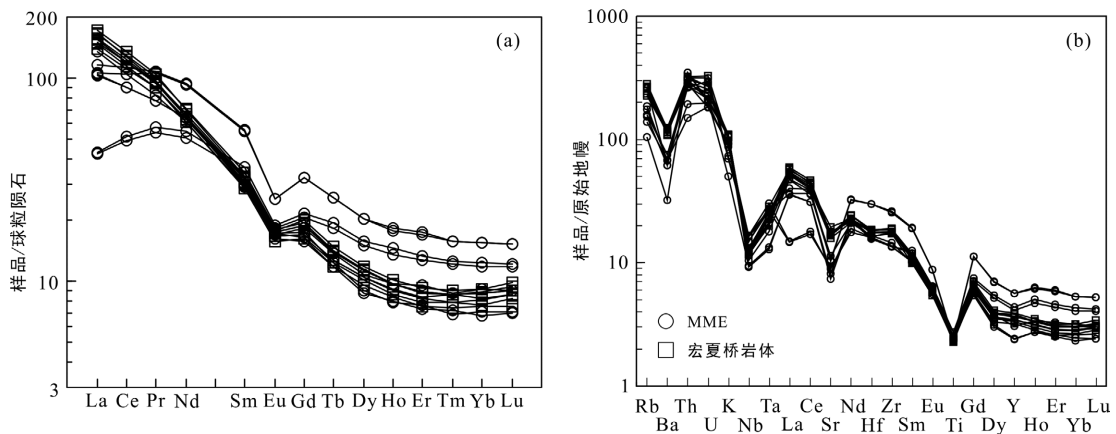 200
100
10
3
样品/球粒陨石
(a)
La Ce Pr Nd Sm Eu Gd Tb Dy Ho Er Tm Yb Lu
1000
100
10
1
样品/原始地幔
(b)
MME
宏夏桥岩体
Rb Th K Ta Ce Nd Zr Eu Gd Y Er Lu
Ba U Nb La Sr Hf Sm Ti Dy Ho Yb